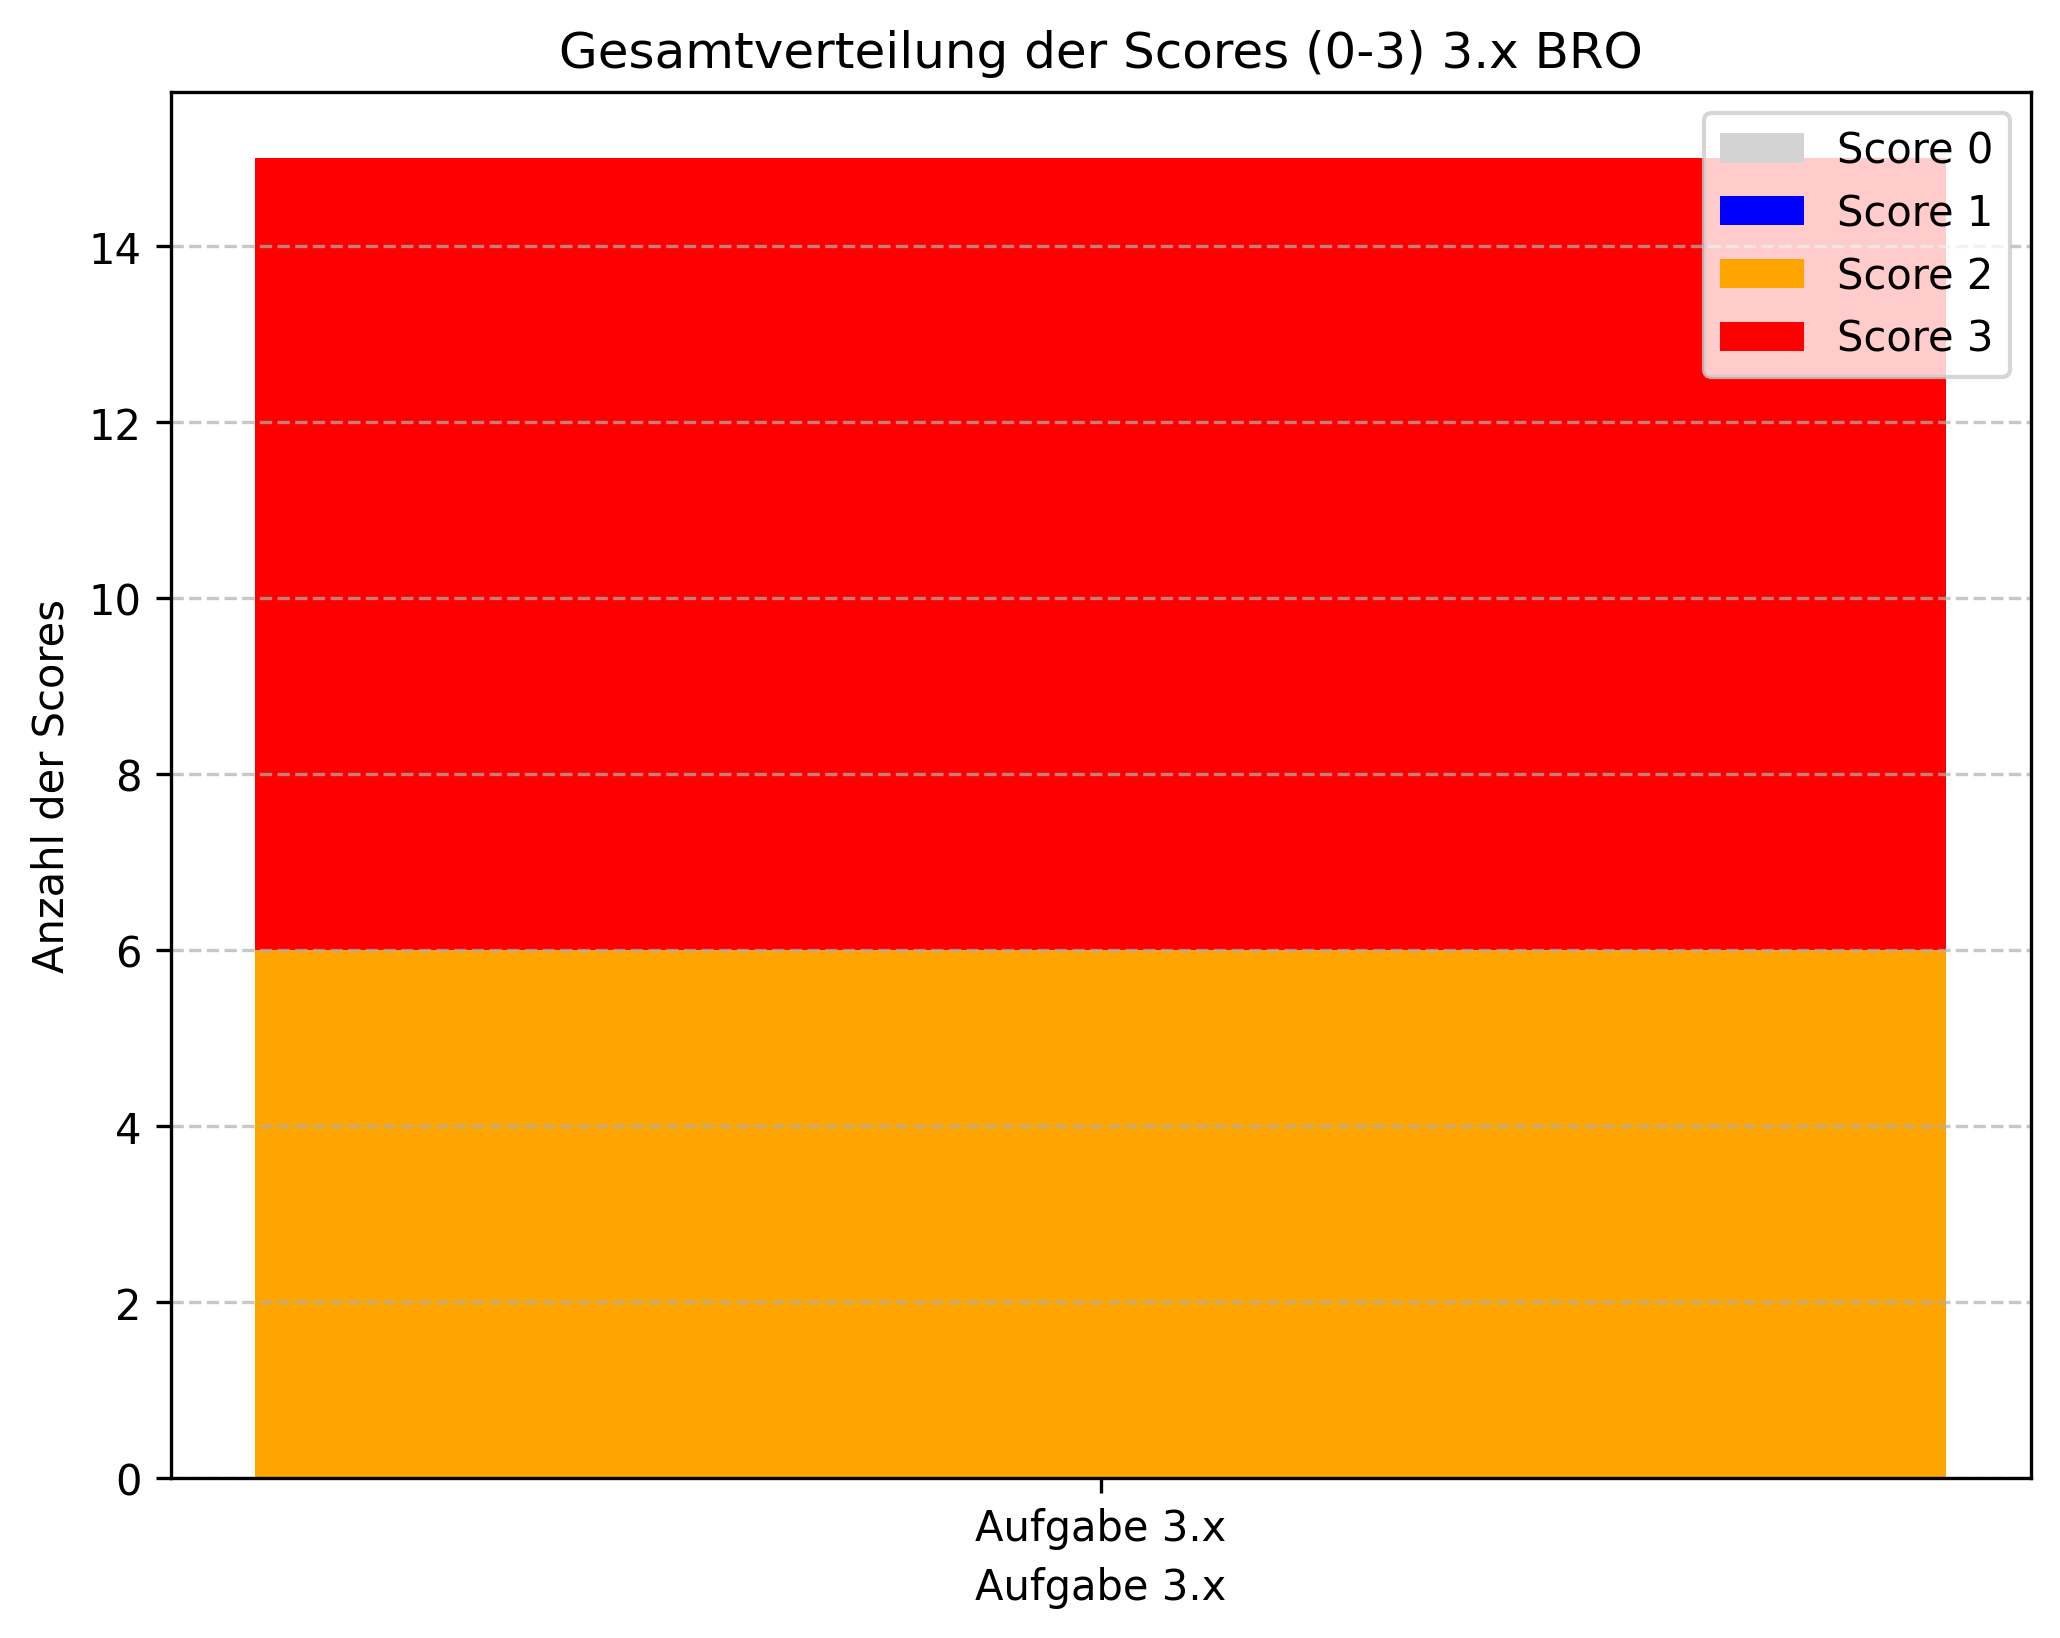 Gesamtverteilung der Scores (0-3) 3.x BRO
Score 0
Score 1
Score 2
Score 3
Anzahl der Scores
14
12
10
8
6
4
2
0
Aufgabe 3.x
Aufgabe 3.x